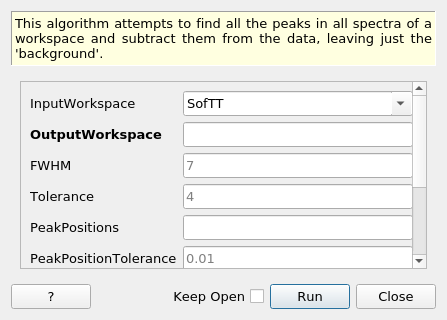 This algorithm attempts to find all the peaks in all spectra of a
workspace and subtract them from the data, leaving just the
'background'.
InputWorkspace SofTT
OutputWorkspace
FWHM 7
Tolerance 4
PeakPositions
PeakPositionTolerance 0.01
? Keep Open Run Close